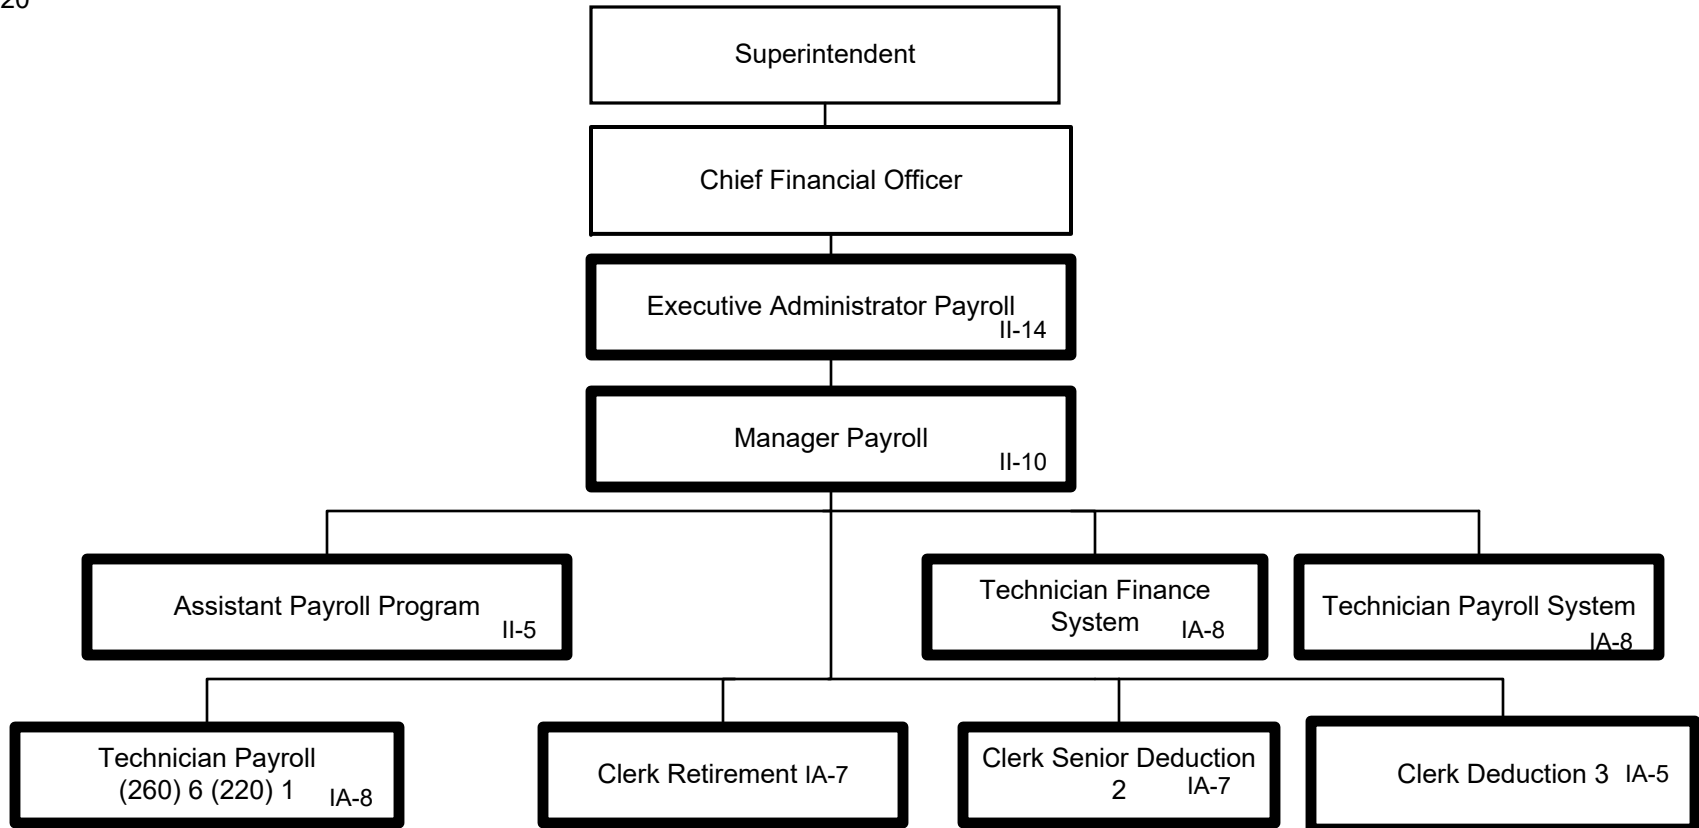 20
Superintendent
Chief Financial Officer
Executive Administrator Payroll
II-14
Manager Payroll
II-10
Assistant Payroll Program
II-5
Technician Finance
System IA-8
Technician Payroll System
IA-8
Technician Payroll
(260) 6 (220) 1 IA-8
Clerk Retirement IA-7
Clerk Senior Deduction
2 IA-7
Clerk Deduction 3 IA-5